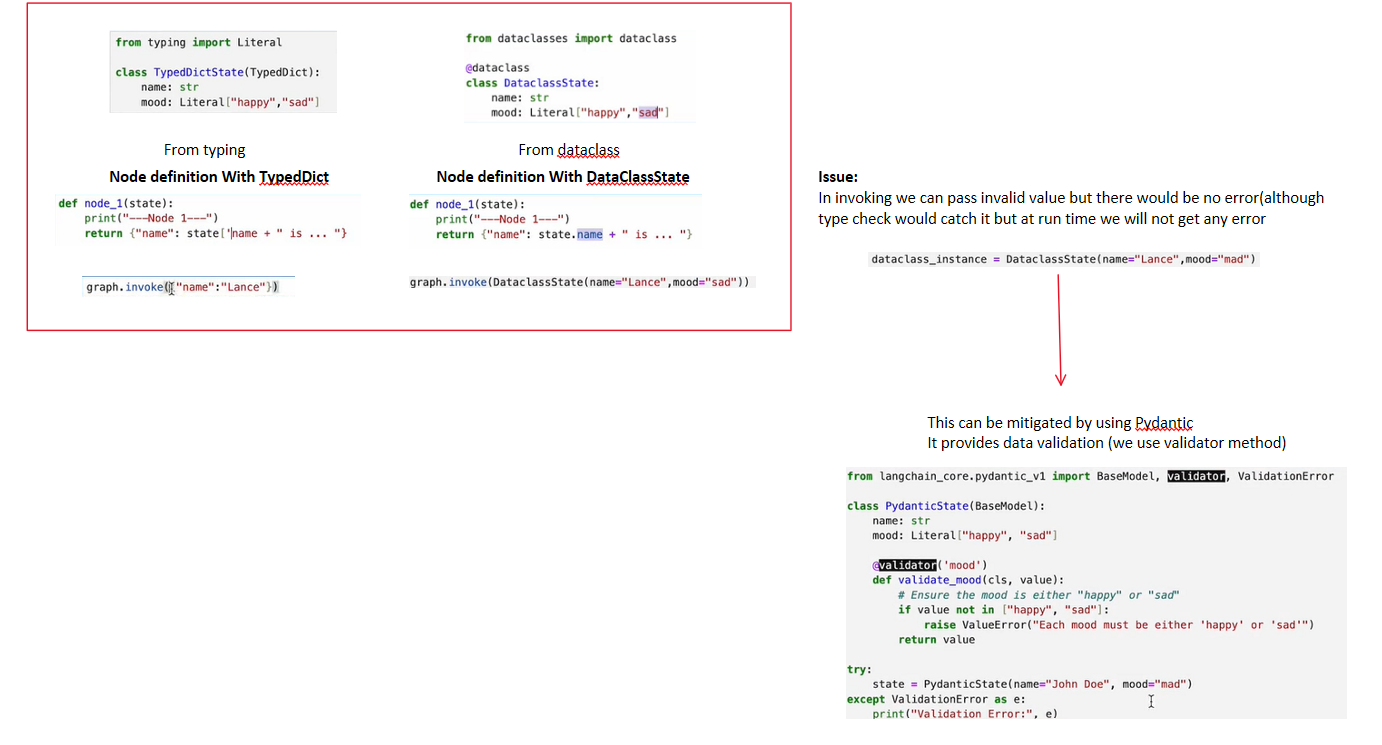 from typing import Literal
class TypedDictState(TypedDict):
    name: str
    mood: Literal["happy","sad"]
From typing
Node definition With TypedDict
def node_1(state):
    print("---Node 1---")
    return {"name": state['name + " is ... "}
graph.invoke({"name":"Lance"})
from dataclasses import dataclass
@dataclass
class DataclassState:
    name: str
    mood: Literal["happy","sad"]
From dataclass
Node definition With DataClassState
def node_1(state):
    print("---Node 1---")
    return {"name": state.name + " is ... "}
graph.invoke(DataclassState(name="Lance",mood="sad"))
Issue:
In invoking we can pass invalid value but there would be no error(although
type check would catch it but at run time we will not get any error
dataclass_instance = DataclassState(name="Lance",mood="mad")
This can be mitigated by using Pydantic
It provides data validation (we use validator method)
from langchain_core.pydantic_v1 import BaseModel, validator, ValidationError
class PydanticState(BaseModel):
    name: str
    mood: Literal["happy", "sad"]
    @validator('mood')
    def validate_mood(cls, value):
        # Ensure the mood is either "happy" or "sad"
        if value not in ["happy", "sad"]:
            raise ValueError("Each mood must be either 'happy' or 'sad'")
        return value
try:
    state = PydanticState(name="John Doe", mood="mad")
except ValidationError as e:
    print("Validation Error:", e)